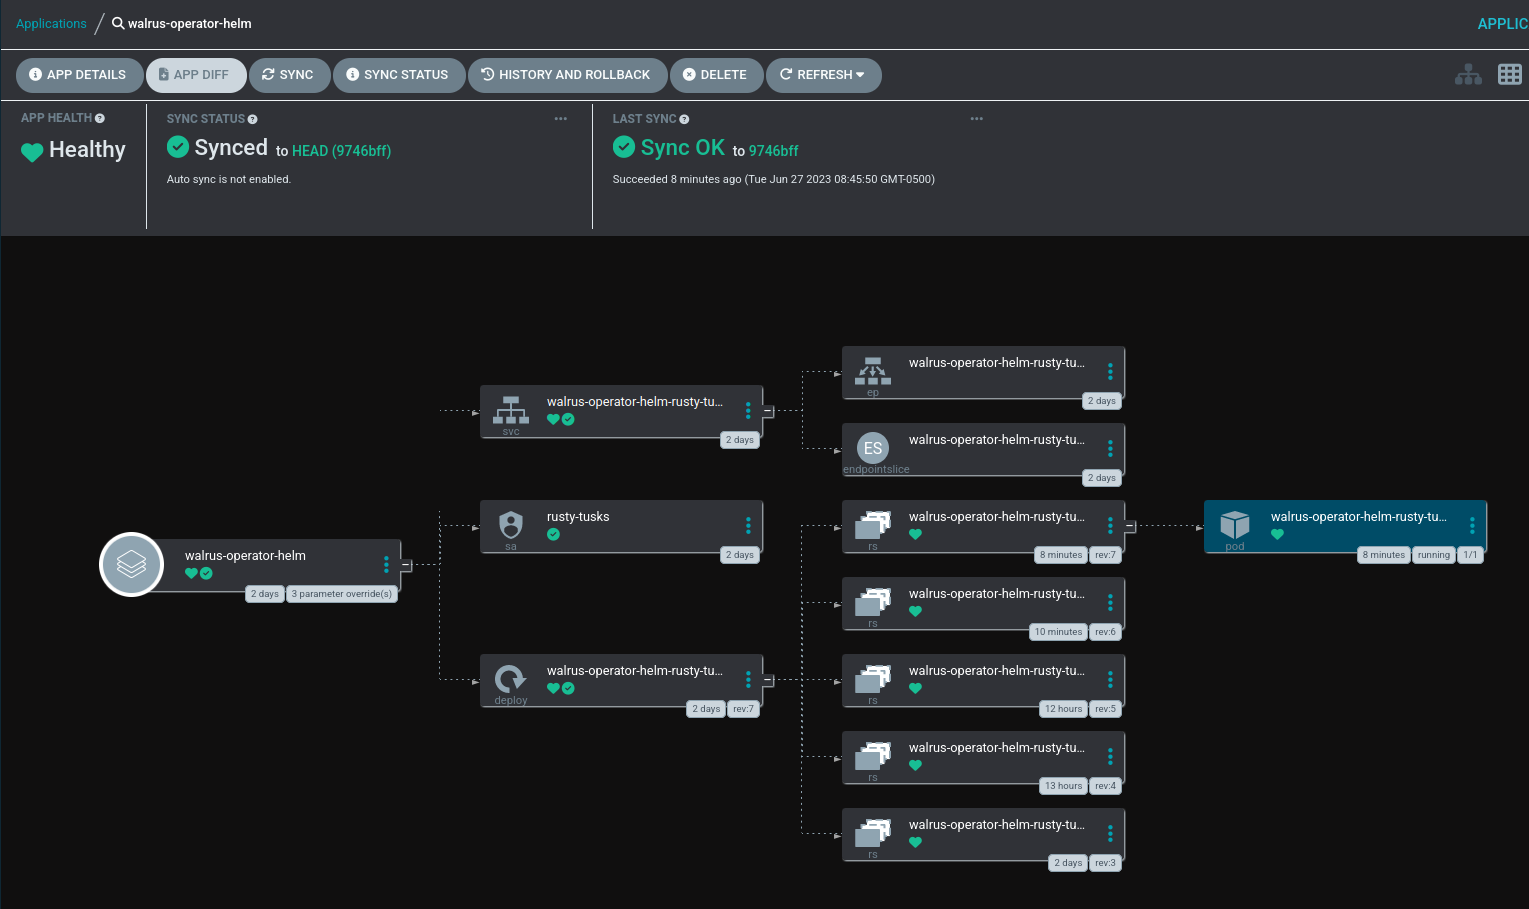 Applications / walrus-operator-helm
APPLIC
APP DETAILS APP DIFF SYNC SYNC STATUS HISTORY AND ROLLBACK DELETE REFRESH
APP HEALTH
Healthy
SYNC STATUS
Synced to HEAD (9746bff)
Auto sync is not enabled.
LAST SYNC
Sync OK to 9746bff
Succeeded 8 minutes ago (Tue Jun 27 2023 08:45:50 GMT-0500)
walrus-operator-helm
2 days 3 parameter override(s)
walrus-operator-helm-rusty-tu...
svc
2 days
rusty-tusks
sa
2 days
walrus-operator-helm-rusty-tu...
deploy
2 days rev:7
walrus-operator-helm-rusty-tu...
ep
2 days
walrus-operator-helm-rusty-tu...
ES
endpointslice
2 days
walrus-operator-helm-rusty-tu...
rs
8 minutes rev:7
walrus-operator-helm-rusty-tu...
rs
10 minutes rev:6
walrus-operator-helm-rusty-tu...
rs
12 hours rev:5
walrus-operator-helm-rusty-tu...
rs
13 hours rev:4
walrus-operator-helm-rusty-tu...
rs
2 days rev:3
walrus-operator-helm-rusty-tu...
pod
8 minutes running 1/1